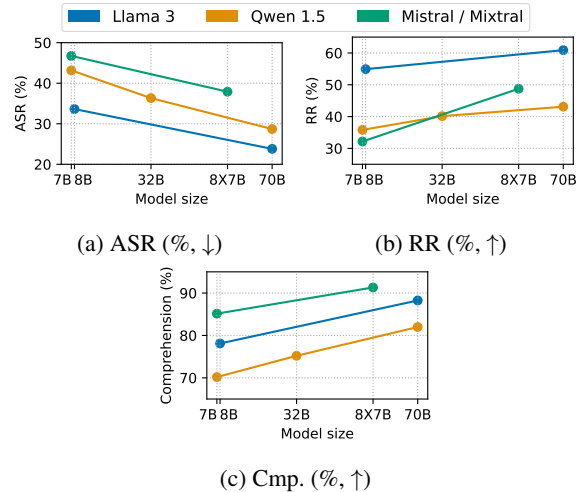 Llama 3 Qwen 1.5 Mistral / Mixtral
50
40
30
20
ASR (%)
7B 8B 32B 8X7B 70B
Model size
(a) ASR (%, ↓)
60
50
40
30
RR (%)
7B 8B 32B 8X7B 70B
Model size
(b) RR (%, ↑)
90
80
70
Comprehension (%)
7B 8B 32B 8X7B 70B
Model size
(c) Cmp. (%, ↑)